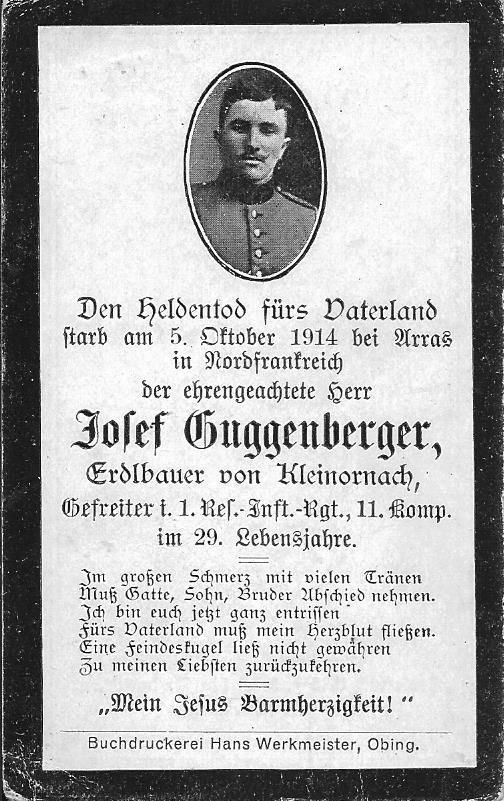 Den Heldentod fürs Vaterland
starb am 5. Oktober 1914 bei Arras
in Nordfrankreich
der ehrengeachtete Herr
Josef Guggenberger,
Erdlbauer von Kleinornach,
Gefreiter i. 1. Res.-Inft.-Rgt., 11. Komp.
im 29. Lebensjahre.
Im großen Schmerz mit vielen Tränen
Muß Gatte, Sohn, Bruder Abschied nehmen.
Ich bin euch jetzt ganz entrissen
Fürs Vaterland muß mein Herzblut fließen.
Eine Feindeskugel ließ nicht gewähren
Zu meinen Liebsten zurückzukehren.
„Mein Jesus Barmherzigkeit! “
Buchdruckerei Hans Werkmeister, Obing.